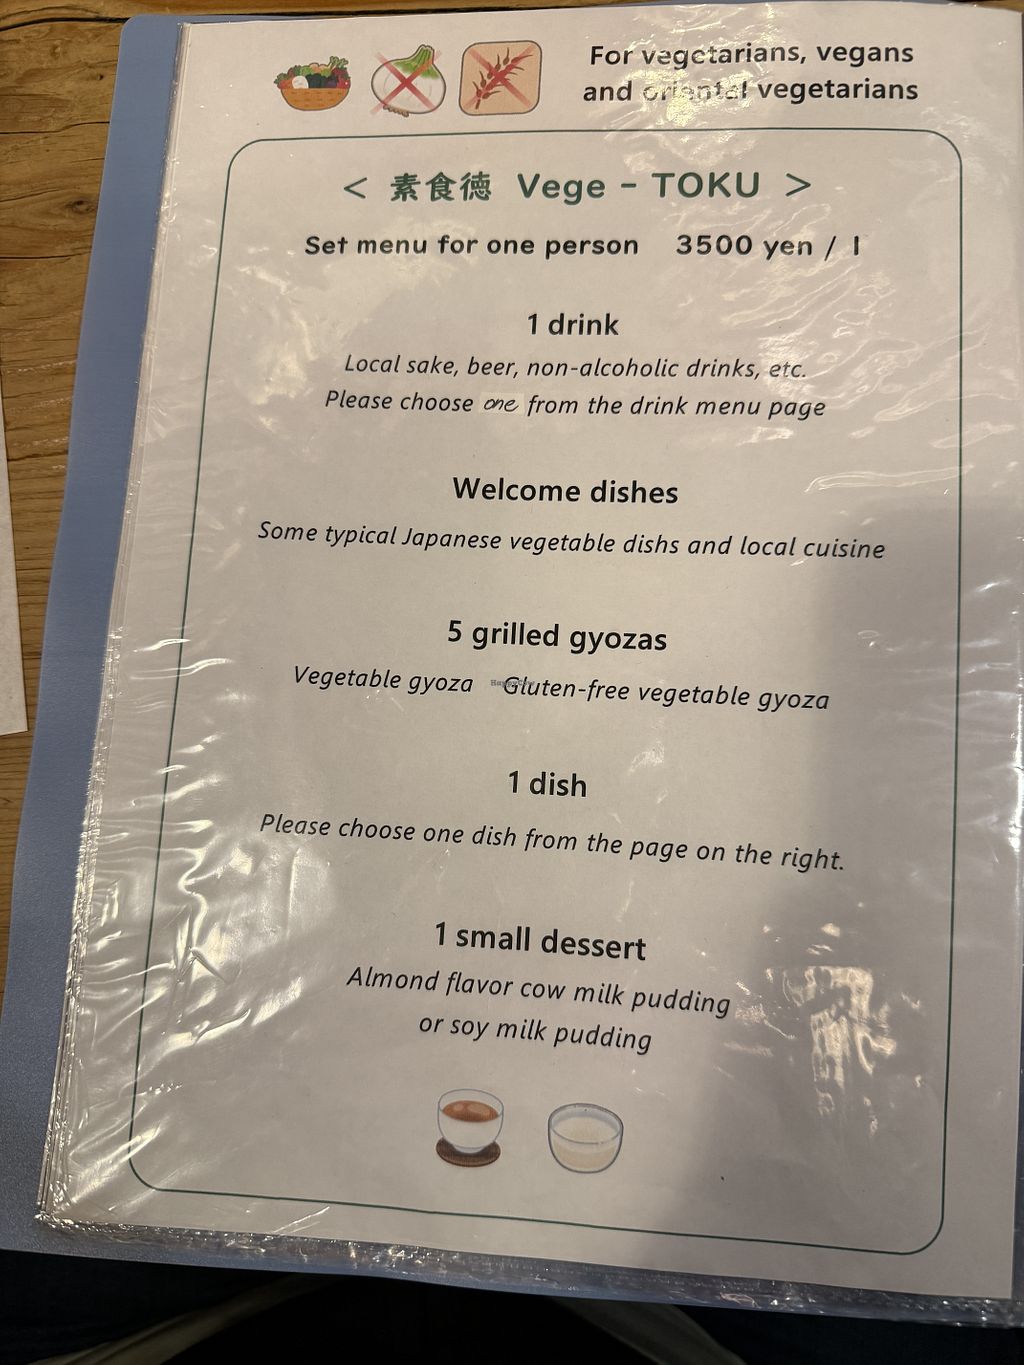 For vegetarians, vegans
and oriental vegetarians
< 素食徳 Vege - TOKU >
Set menu for one person 3500 yen / 1
1 drink
Local sake, beer, non-alcoholic drinks, etc.
Please choose one from the drink menu page
Welcome dishes
Some typical Japanese vegetable dishs and local cuisine
5 grilled gyozas
Vegetable gyoza Gluten-free vegetable gyoza
HappyCow
1 dish
Please choose one dish from the page on the right.
1 small dessert
Almond flavor cow milk pudding
or soy milk pudding